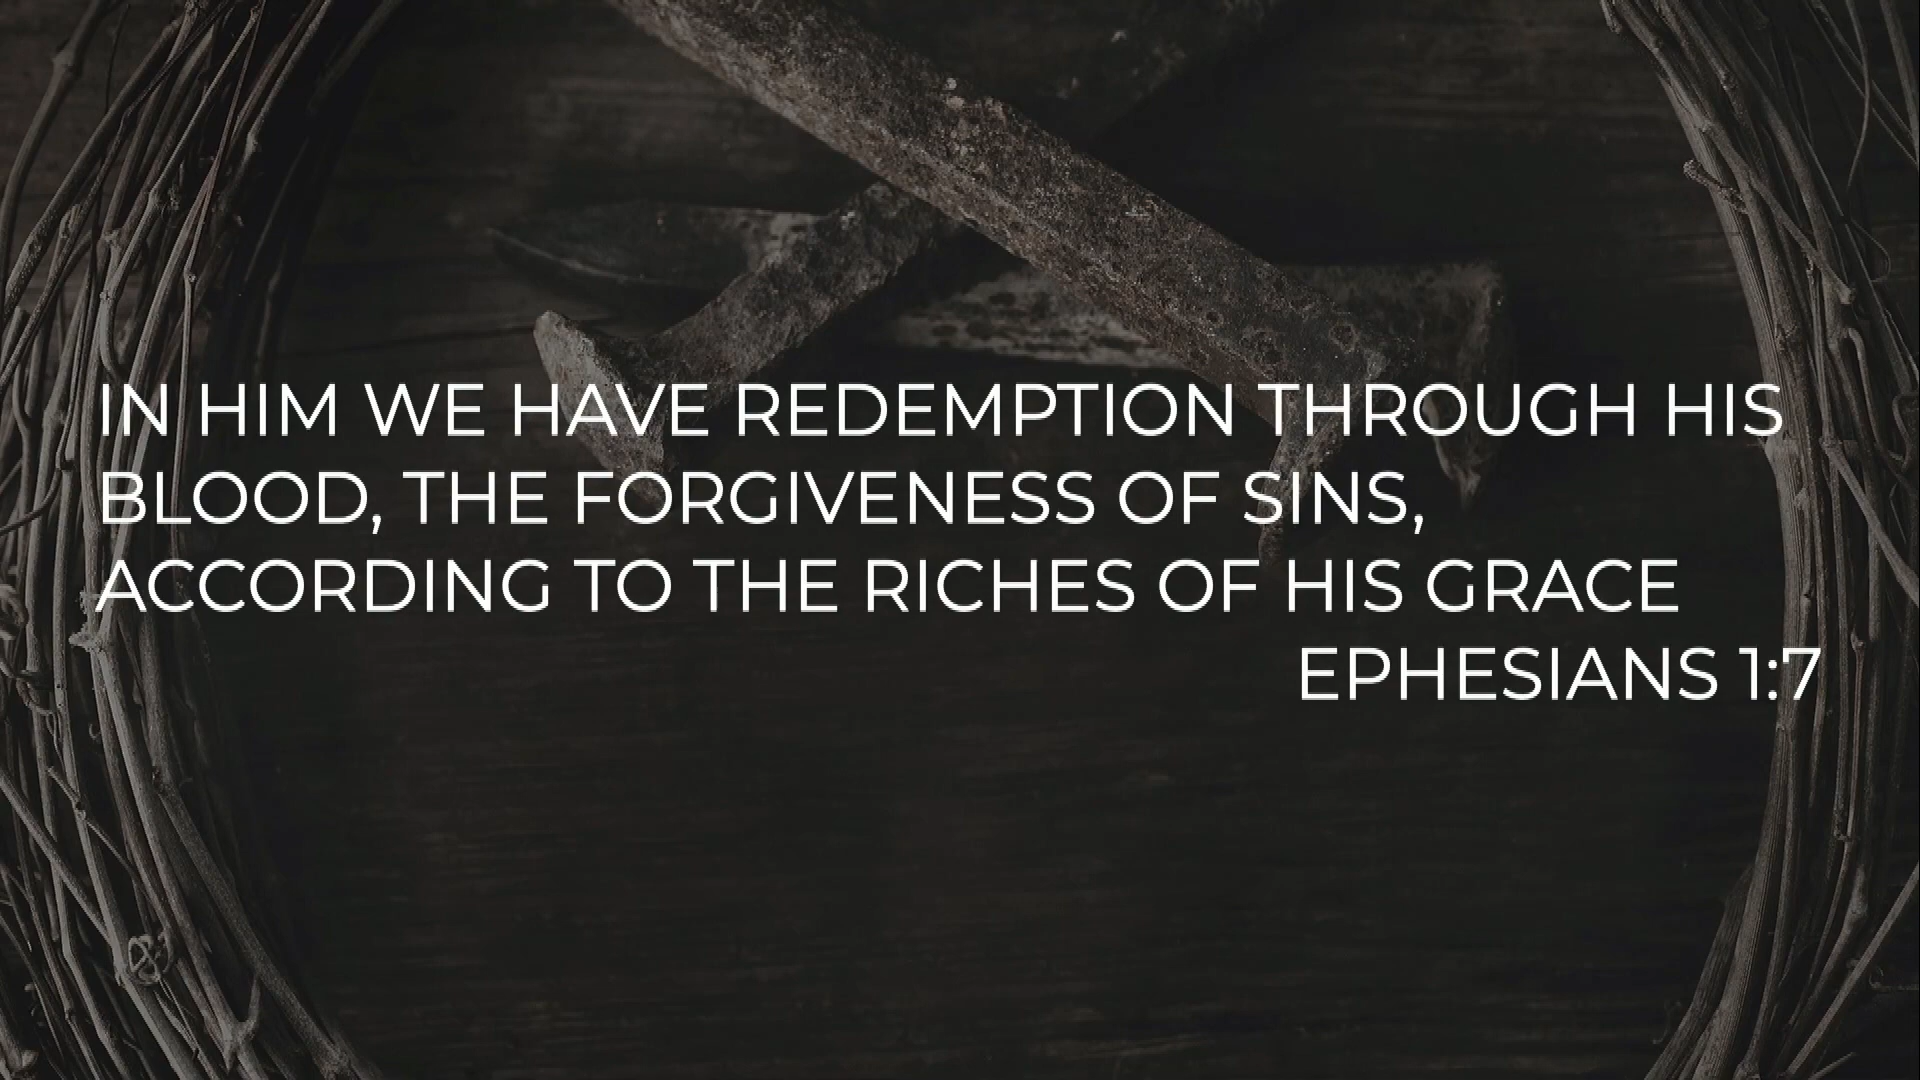 IN HIM WE HAVE REDEMPTION THROUGH HIS
BLOOD, THE FORGIVENESS OF SINS,
ACCORDING TO THE RICHES OF HIS GRACE
EPHESIANS 1:7